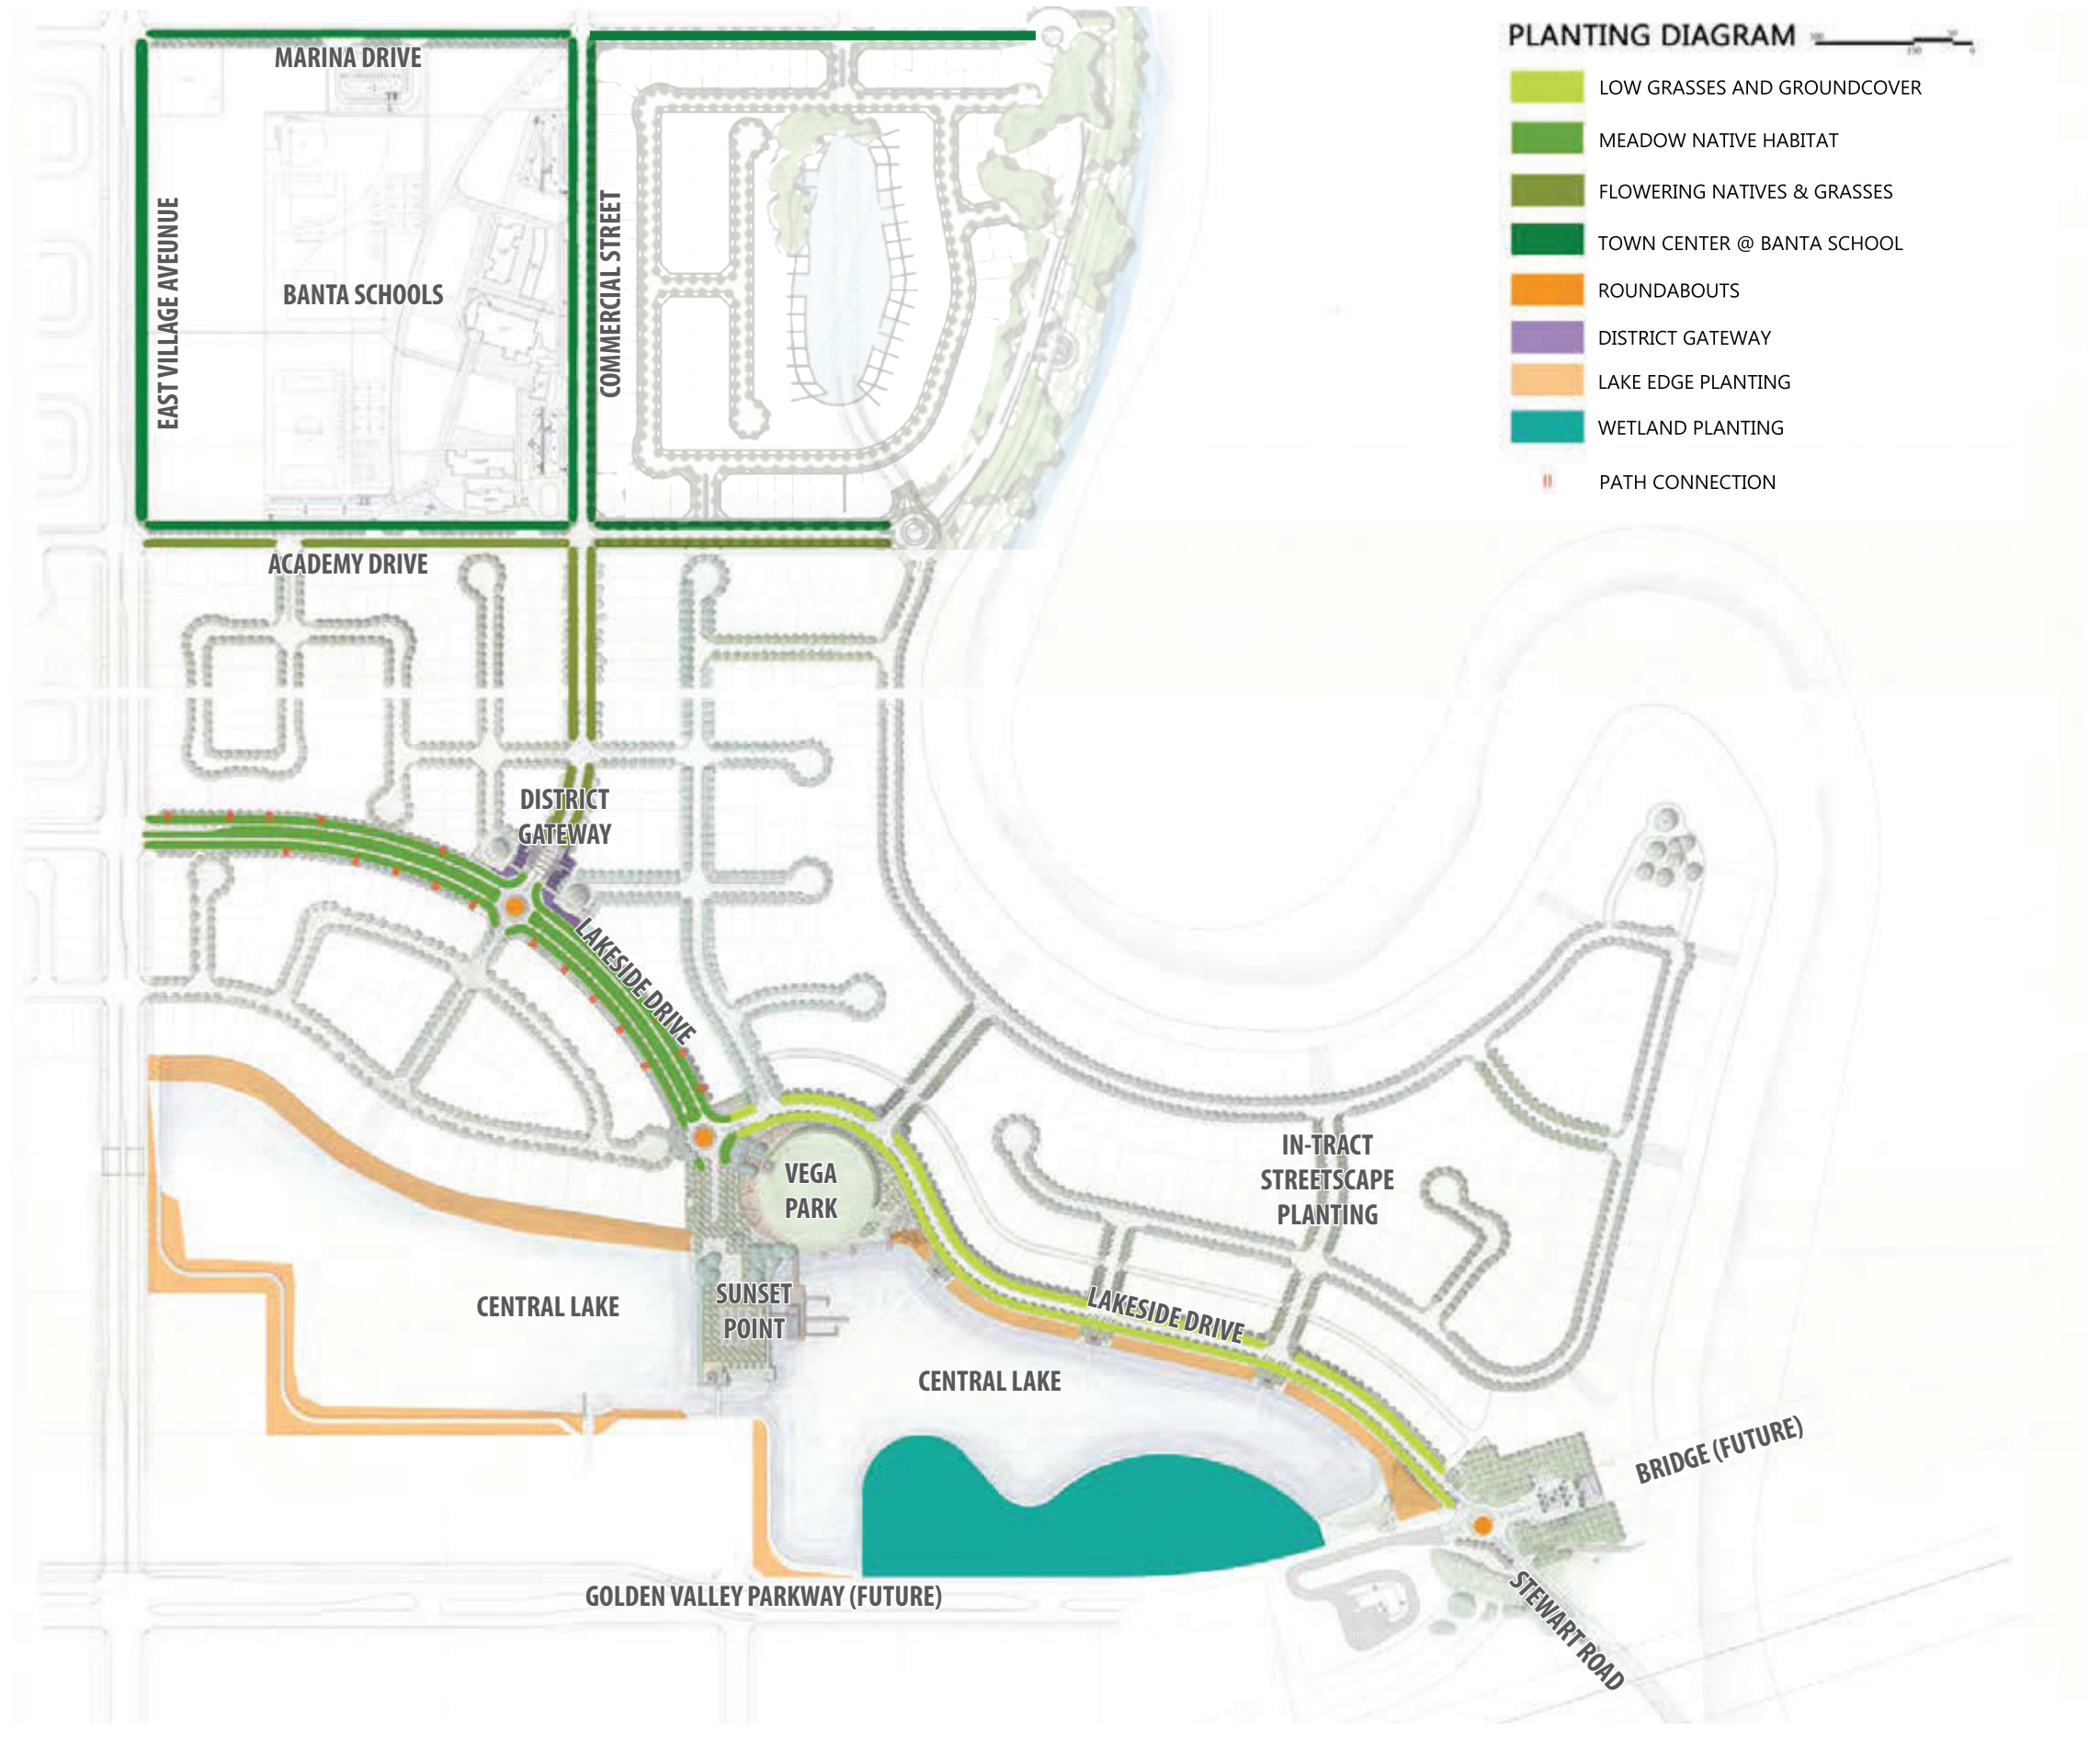 PLANTING DIAGRAM
LOW GRASSES AND GROUNDCOVER
MEADOW NATIVE HABITAT
FLOWERING NATIVES & GRASSES
TOWN CENTER @ BANTA SCHOOL
ROUNDABOUTS
DISTRICT GATEWAY
LAKE EDGE PLANTING
WETLAND PLANTING
PATH CONNECTION
MARINA DRIVE
EAST VILLAGE AVEUNUE
BANTA SCHOOLS
COMMERCIAL STREET
ACADEMY DRIVE
DISTRICT
GATEWAY
LAKESIDE DRIVE
VEGA
PARK
IN-TRACT
STREETSCAPE
PLANTING
SUNSET
POINT
CENTRAL LAKE
LAKESIDE DRIVE
CENTRAL LAKE
BRIDGE (FUTURE)
GOLDEN VALLEY PARKWAY (FUTURE)
STEWART ROAD